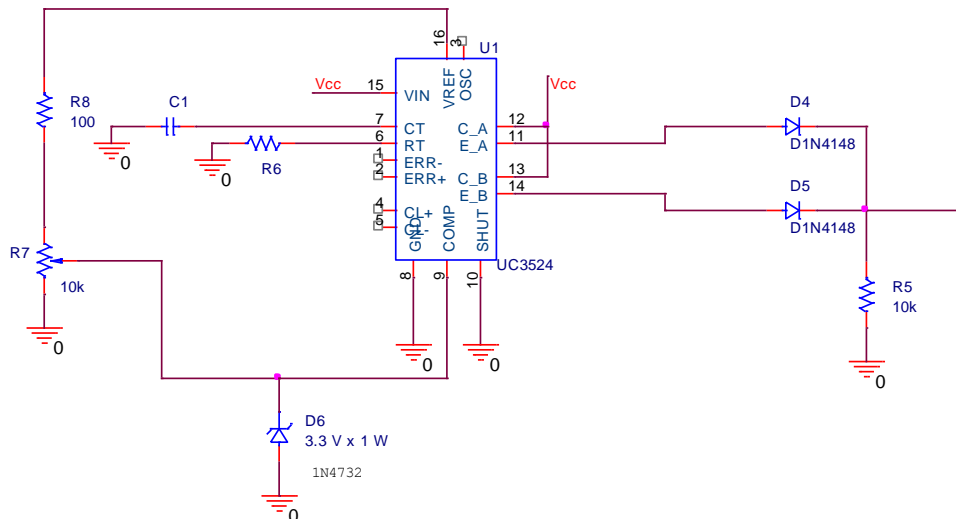 16
3
U1
Vcc
15
VIN
VREF
OSC
Vcc
R8
100
C1
7
CT
12
C_A
D4
0
6
RT
11
E_A
D1N4148
0
R6
1
ERR-
2
ERR+
13
C_B
14
E_B
D5
4
CL+
5
CL-
D1N4148
GND
COMP
SHUT
R7
10k
8
9
10
UC3524
R5
10k
0
0
0
0
D6
3.3 V x 1 W
1N4732
0